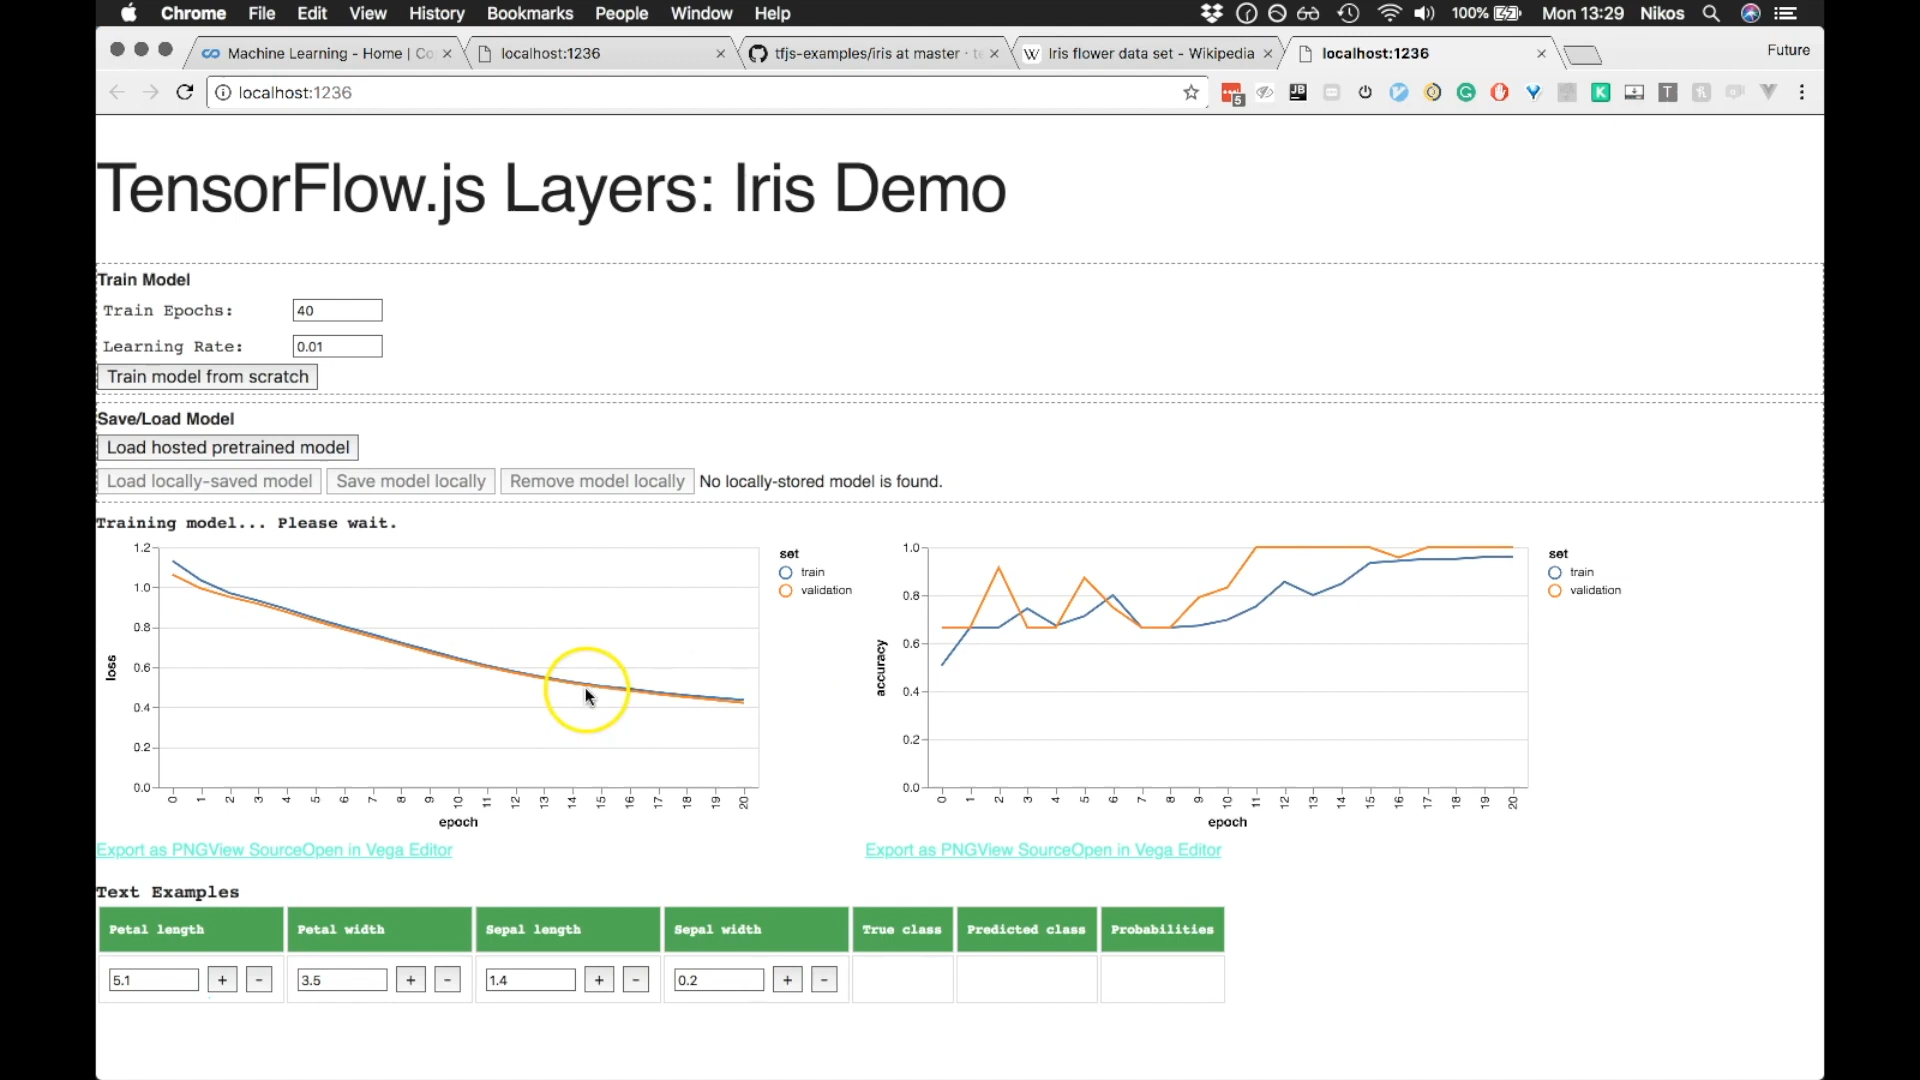 Chrome File Edit View History Bookmarks People Window Help 100% Mon 13:29 Nikos
Machine Learning - Home | Co localhost:1236 tfjs-examples/iris at master · Iris flower data set - Wikipedia localhost:1236 Future
localhost:1236
TensorFlow.js Layers: Iris Demo
Train Model
Train Epochs: 40
Learning Rate: 0.01
Train model from scratch
Save/Load Model
Load hosted pretrained model
Load locally-saved model Save model locally Remove model locally No locally-stored model is found.
Training model... Please wait.
1.2
1.0
0.8
0.6
0.4
0.2
0.0
loss
0 1 2 3 4 5 6 7 8 9 10 11 12 13 14 15 16 17 18 19 20
epoch
set
train
validation
1.0
0.8
0.6
0.4
0.2
0.0
accuracy
0 1 2 3 4 5 6 7 8 9 10 11 12 13 14 15 16 17 18 19 20
epoch
set
train
validation
Export as PNGView SourceOpen in Vega Editor
Export as PNGView SourceOpen in Vega Editor
Text Examples
Petal length Petal width Sepal length Sepal width True class Predicted class Probabilities
5.1 + - 3.5 + - 1.4 + - 0.2 + -